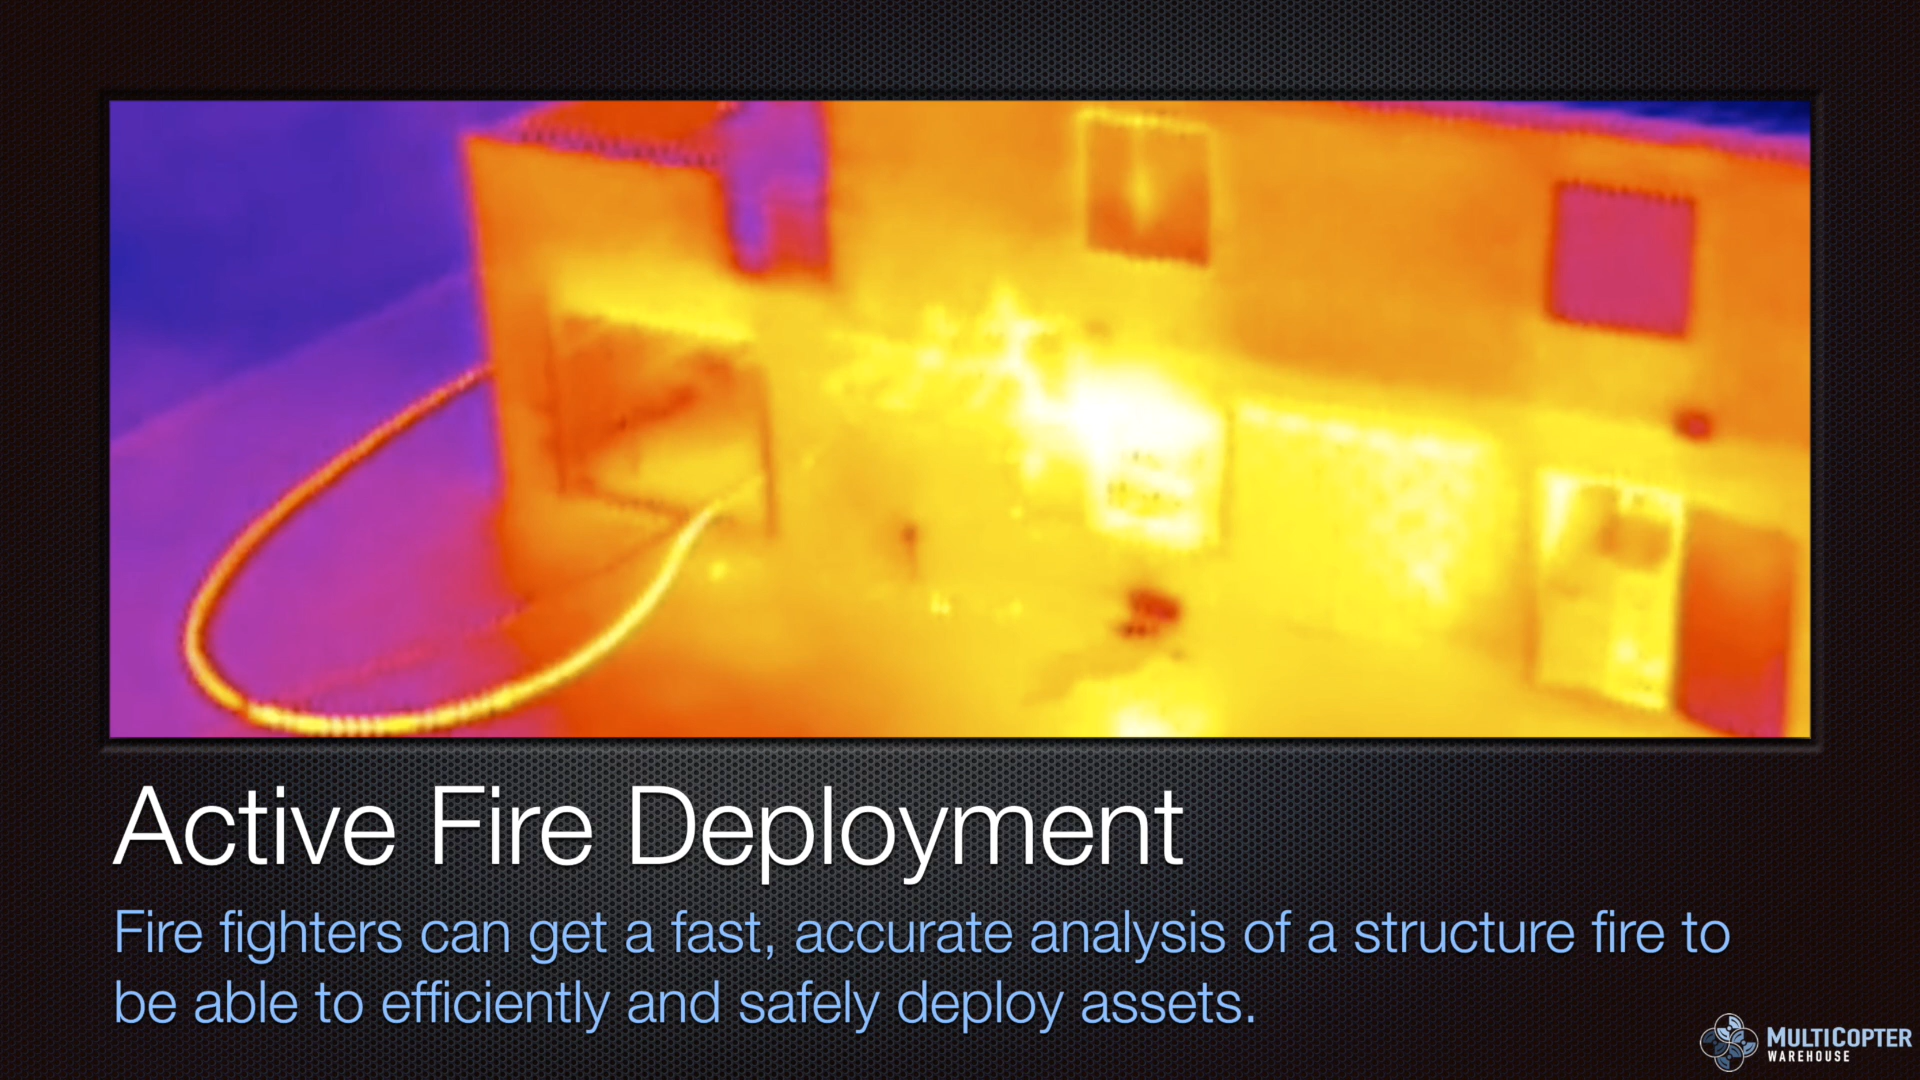 Active Fire Deployment
Fire fighters can get a fast, accurate analysis of a structure fire to
be able to efficiently and safely deploy assets.
MULTICOPTER
WAREHOUSE